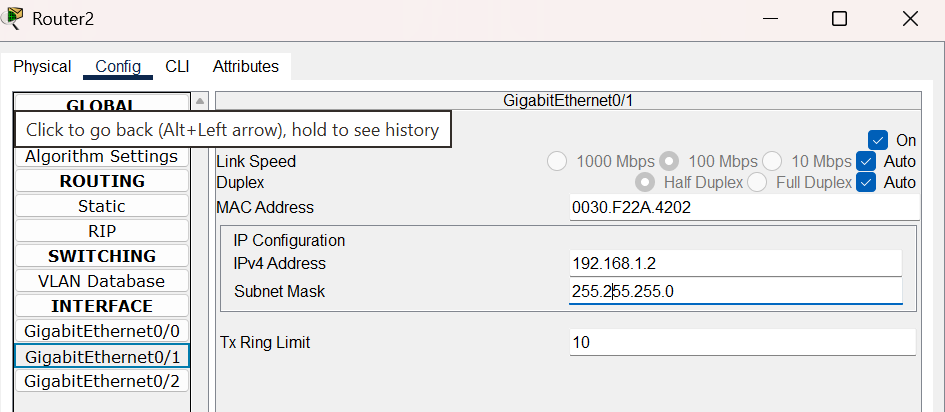 Router2
Physical Config CLI Attributes
GLOBAL
Click to go back (Alt+Left arrow), hold to see history
Algorithm Settings
ROUTING
Static
RIP
SWITCHING
VLAN Database
INTERFACE
GigabitEthernet0/0
GigabitEthernet0/1
GigabitEthernet0/2
GigabitEthernet0/1
On
Link Speed 1000 Mbps 100 Mbps 10 Mbps Auto
Duplex Half Duplex Full Duplex Auto
MAC Address 0030.F22A.4202
IP Configuration
IPv4 Address 192.168.1.2
Subnet Mask 255.255.255.0
Tx Ring Limit 10